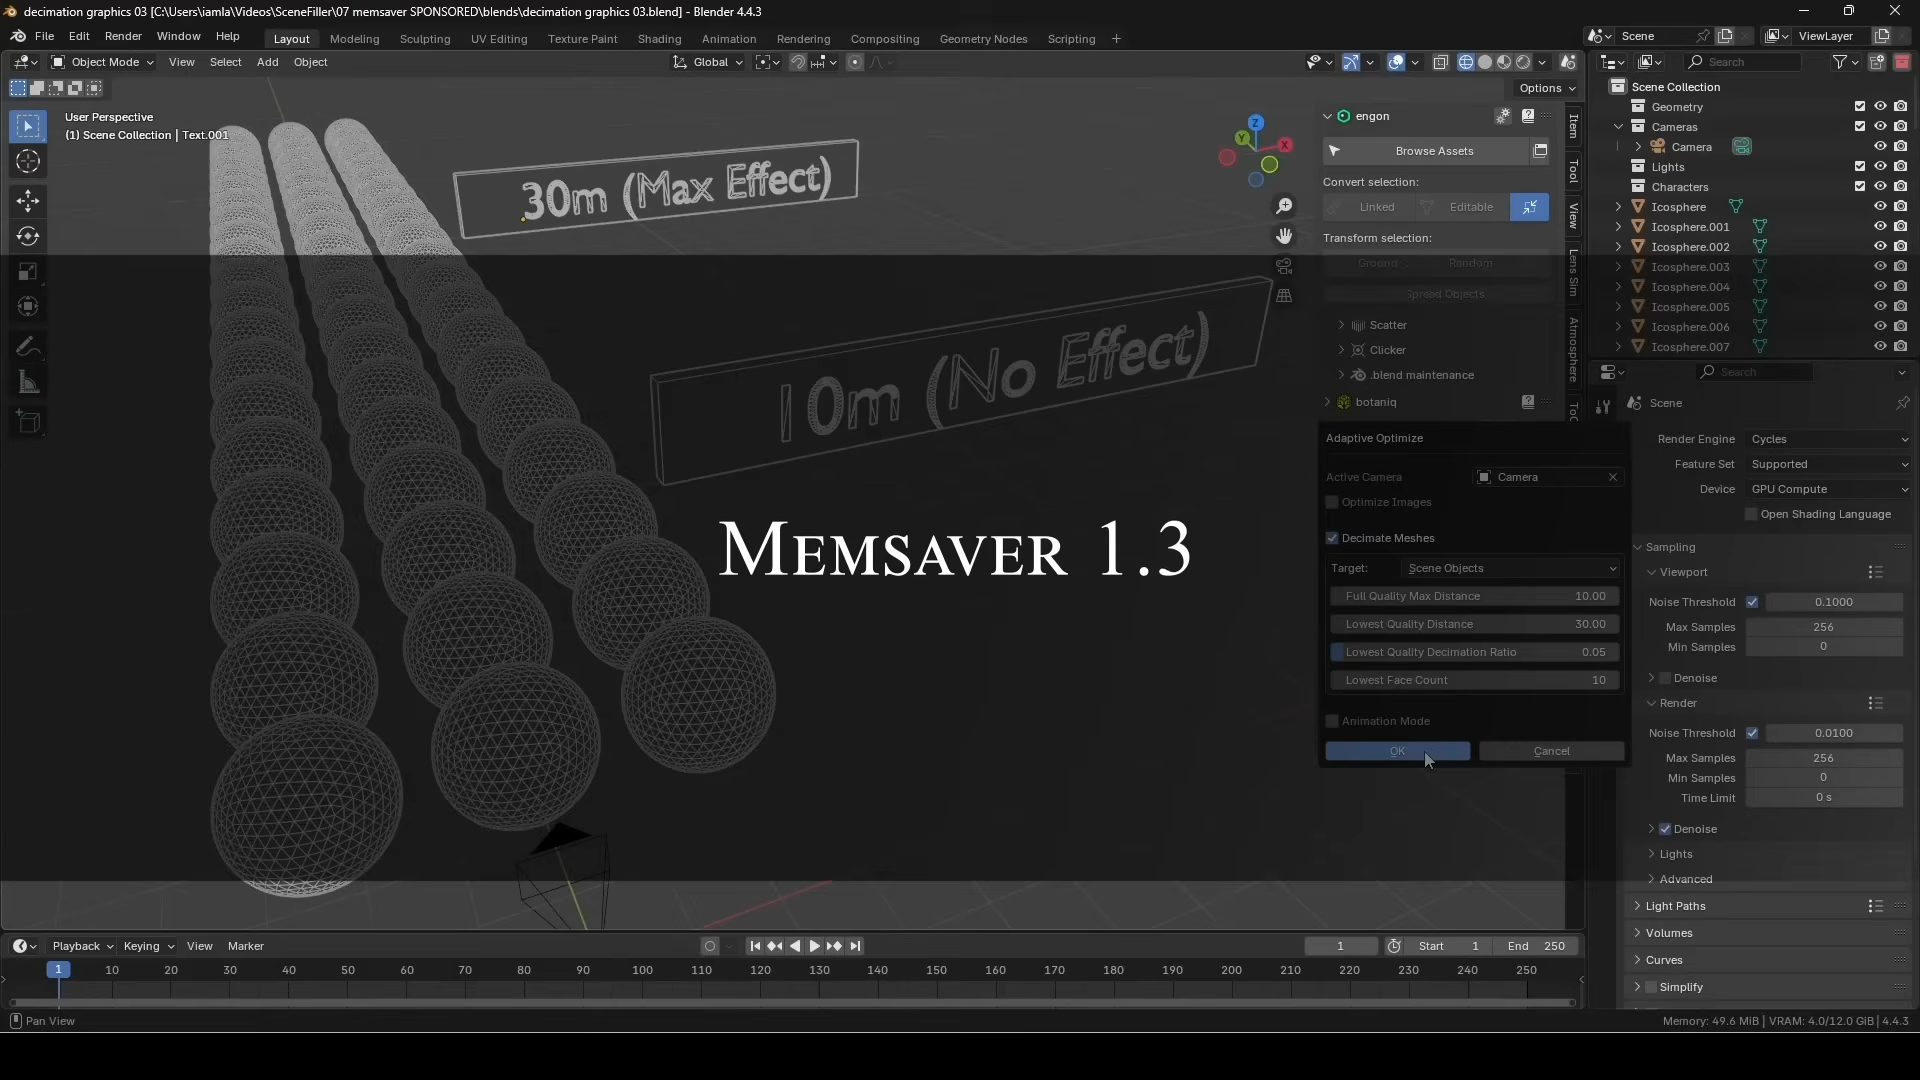 decimation graphics 03 [C:\Users\iamla\Videos\SceneFiller\07 memsaver SPONSORED\blends\decimation graphics 03.blend] - Blender 4.4.3
File Edit Render Window Help Layout Modeling Sculpting UV Editing Texture Paint Shading Animation Rendering Compositing Geometry Nodes Scripting + Scene ViewLayer
Object Mode View Select Add Object Global Search
Options
User Perspective
(1) Scene Collection | Text.001
30m (Max Effect)
10m (No Effect)
MEMSAVER 1.3
Z
Y
X
engon
Browse Assets
Convert selection:
Linked Editable
Transform selection:
Ground Random
Spread Objects
Scatter
Clicker
.blend maintenance
botaniq
Item
Tool
View
Lens Sim
Atmosphere
Adaptive Optimize
Active Camera Camera
Optimize Images
Decimate Meshes
Target: Scene Objects
Full Quality Max Distance 10.00
Lowest Quality Distance 30.00
Lowest Quality Decimation Ratio 0.05
Lowest Face Count 10
Animation Mode
OK Cancel
Scene Collection
Geometry
Cameras
Camera
Lights
Characters
Icosphere
Icosphere.001
Icosphere.002
Icosphere.003
Icosphere.004
Icosphere.005
Icosphere.006
Icosphere.007
Search
Scene
Render Engine Cycles
Feature Set Supported
Device GPU Compute
Open Shading Language
Sampling
Viewport
Noise Threshold 0.1000
Max Samples 256
Min Samples 0
Denoise
Render
Noise Threshold 0.0100
Max Samples 256
Min Samples 0
Time Limit 0 s
Denoise
Lights
Advanced
Light Paths
Volumes
Curves
Simplify
Playback Keying View Marker 1 Start 1 End 250
1 10 20 30 40 50 60 70 80 90 100 110 120 130 140 150 160 170 180 190 200 210 220 230 240 250
Pan View
Memory: 49.6 MiB | VRAM: 4.0/12.0 GiB | 4.4.3